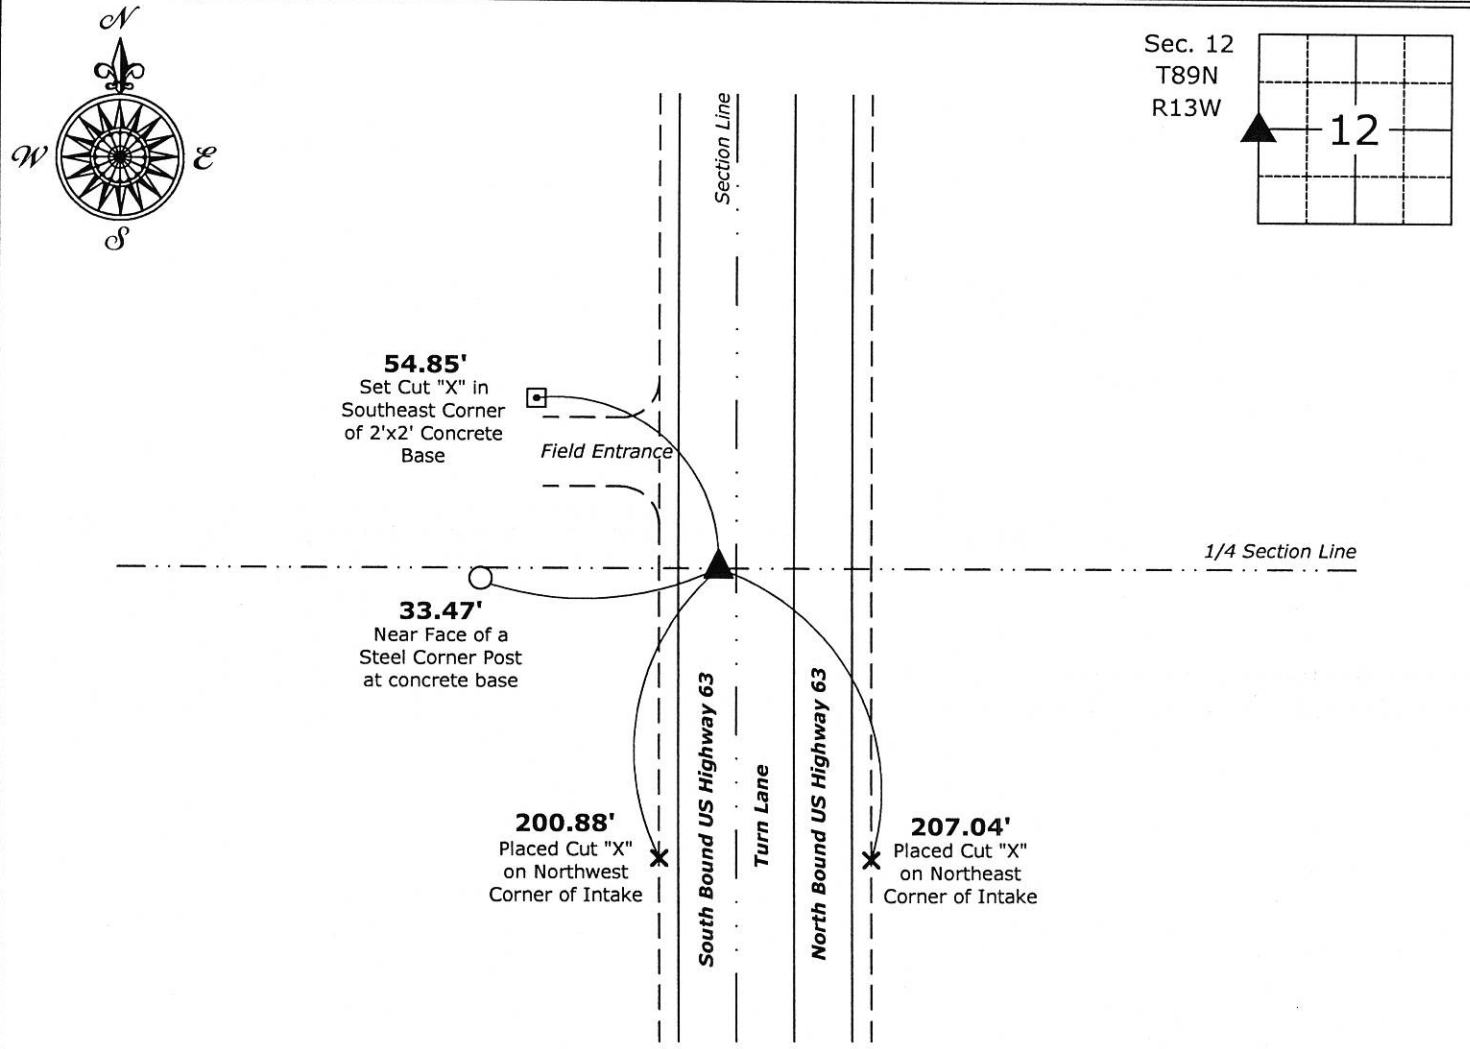 N
W
E
S
Sec. 12
T89N
R13W
12
Section Line
54.85'
Set Cut "X" in
Southeast Corner
of 2'x2' Concrete
Base
Field Entrance
1/4 Section Line
33.47'
Near Face of a
Steel Corner Post
at concrete base
200.88'
Placed Cut "X"
on Northwest
Corner of Intake
South Bound US Highway 63
Turn Lane
North Bound US Highway 63
207.04'
Placed Cut "X"
on Northeast
Corner of Intake